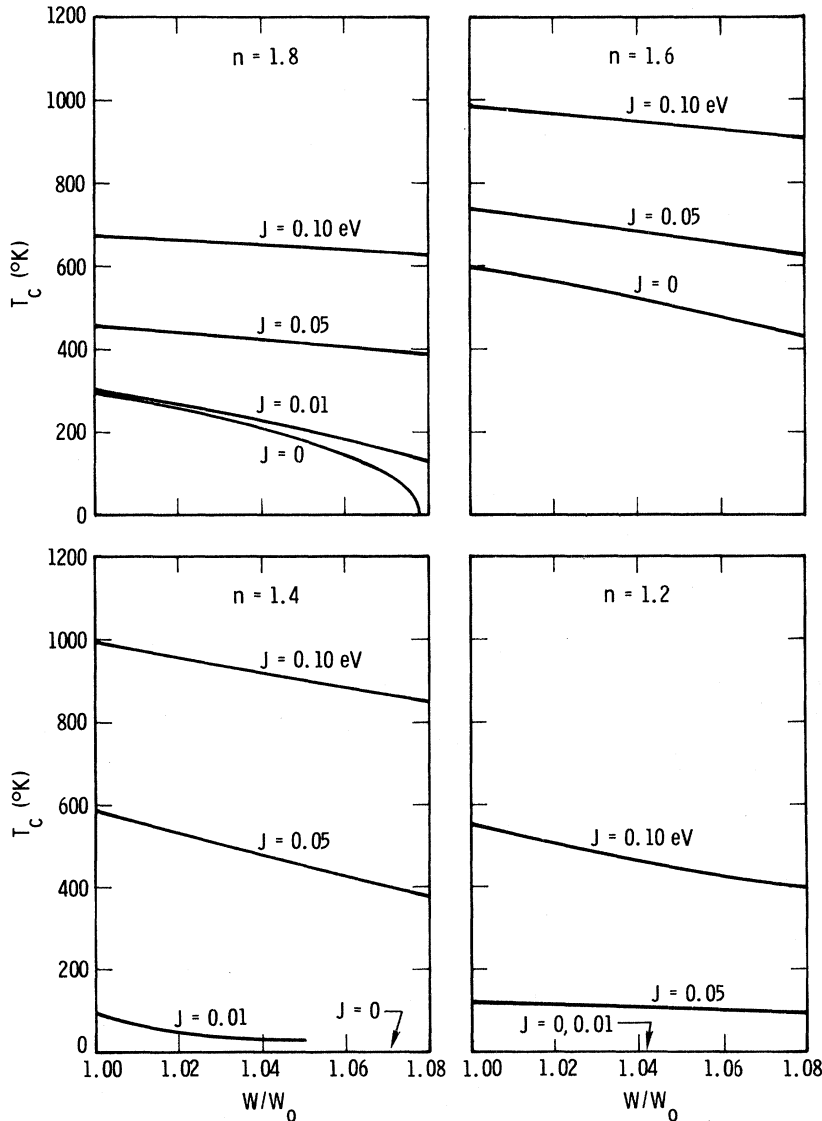 1200
1000
800
600
400
200
0
T_C (°K)
n = 1.8
J = 0.10 eV
J = 0.05
J = 0.01
J = 0
n = 1.6
J = 0.10 eV
J = 0.05
J = 0
1200
1000
800
600
400
200
0
T_C (°K)
n = 1.4
J = 0.10 eV
J = 0.05
J = 0.01
J = 0
1.00
1.02
1.04
1.06
1.08
W/W_o
n = 1.2
J = 0.10 eV
J = 0.05
J = 0, 0.01
1.00
1.02
1.04
1.06
1.08
W/W_o